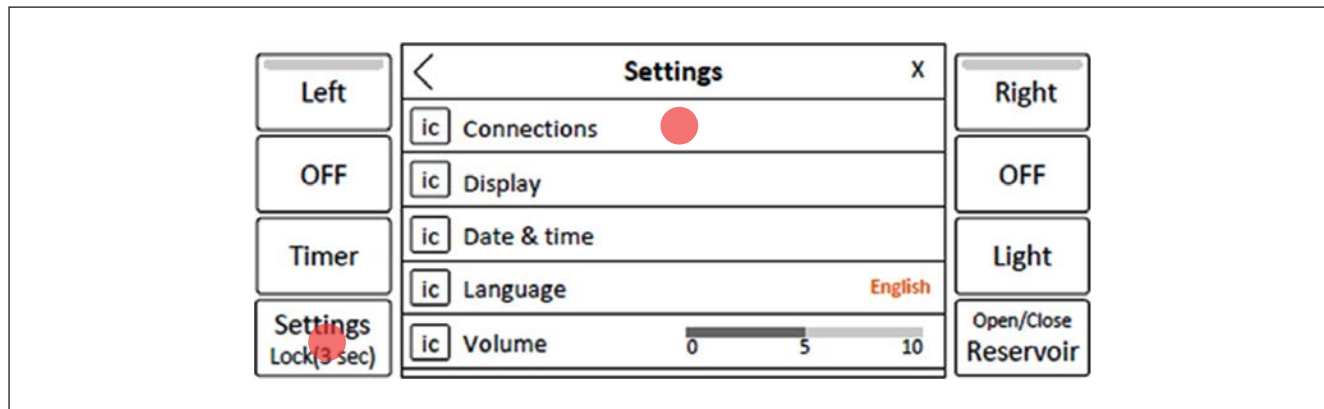 Left
OFF
Timer
Settings
Lock(3 sec)
< Settings X
ic Connections
ic Display
ic Date & time
ic Language English
ic Volume 0 5 10
Right
OFF
Light
Open/Close
Reservoir